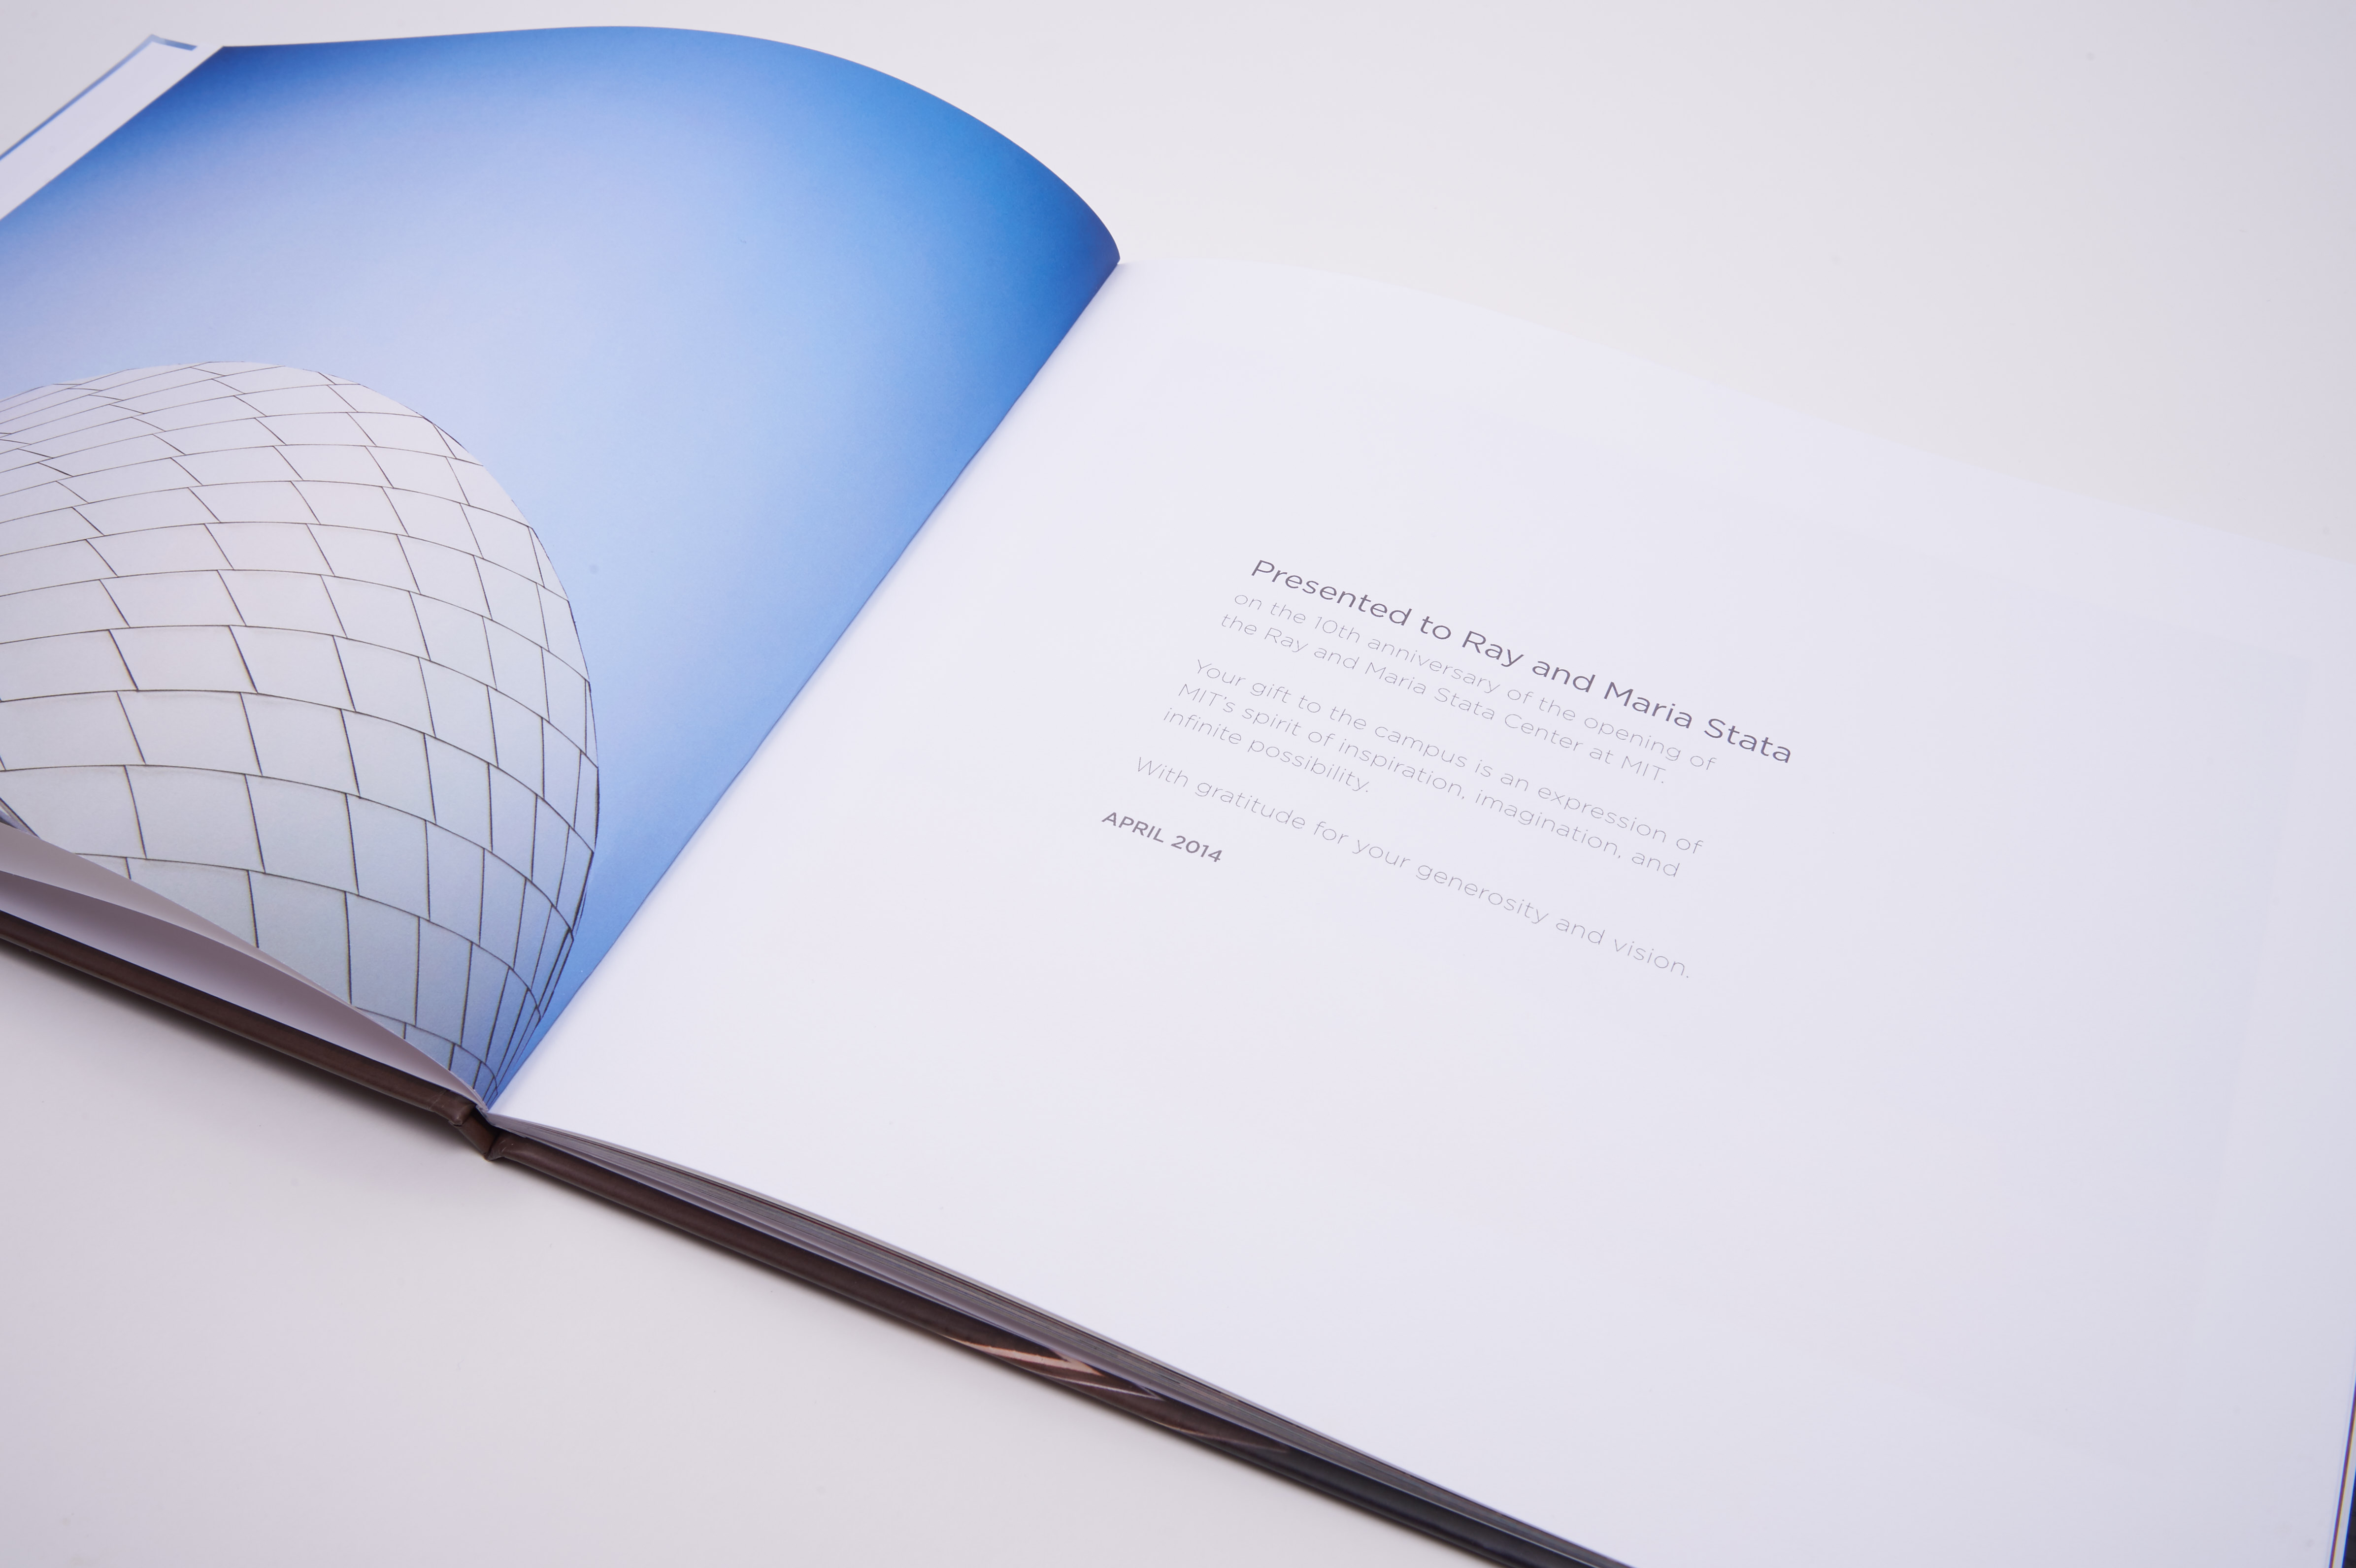 Presented to Ray and Maria Stata
on the 10th anniversary of the opening of
the Ray and Maria Stata Center at MIT.
Your gift to the campus is an expression of
MIT's spirit of inspiration, imagination, and
infinite possibility.
With gratitude for your generosity and vision.
APRIL 2014